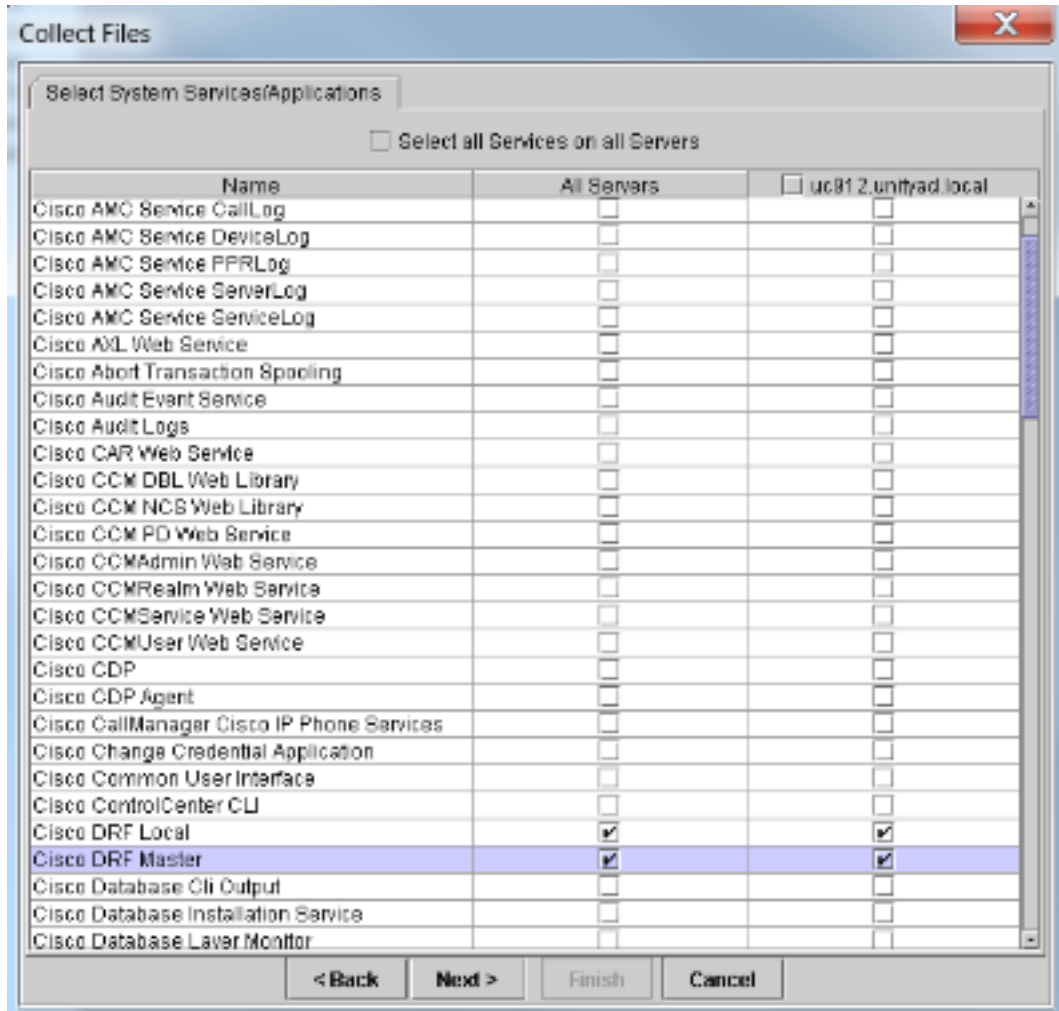 Collect Files
Select System Services/Applications
Select all Services on all Servers
Name All Servers uc912.unityad.local
Cisco AMC Service CallLog
Cisco AMC Service DeviceLog
Cisco AMC Service PPRLog
Cisco AMC Service ServerLog
Cisco AMC Service ServiceLog
Cisco AXL Web Service
Cisco Abort Transaction Spooling
Cisco Audit Event Service
Cisco Audit Logs
Cisco CAR Web Service
Cisco CCM DBL Web Library
Cisco CCM NCS Web Library
Cisco CCM PD Web Service
Cisco CCMAdmin Web Service
Cisco CCMRealm Web Service
Cisco CCMService Web Service
Cisco CCMUser Web Service
Cisco CDP
Cisco CDP Agent
Cisco CallManager Cisco IP Phone Services
Cisco Change Credential Application
Cisco Common User Interface
Cisco ControlCenter CLI
Cisco DRF Local
Cisco DRF Master
Cisco Database Cli Output
Cisco Database Installation Service
Cisco Database Layer Monitor
< Back Next > Finish Cancel